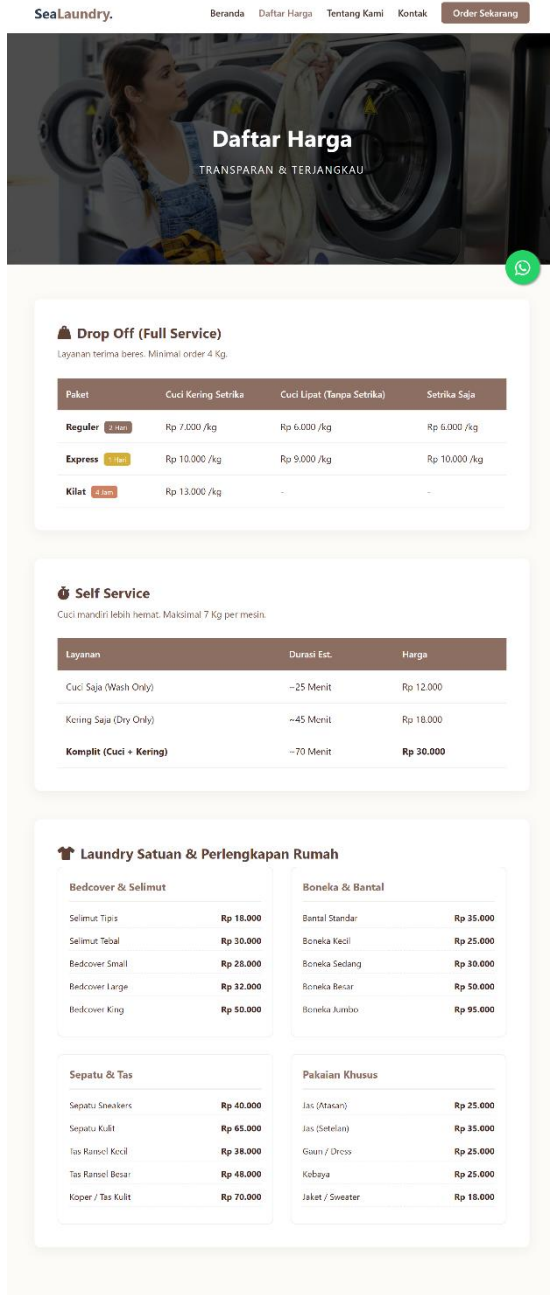 SeaLaundry.
Beranda Daftar Harga Tentang Kami Kontak Order Sekarang
Daftar Harga
TRANSPARAN & TERJANGKAU
Drop Off (Full Service)
Layanan terima beres. Minimal order 4 Kg.
Paket Cuci Kering Setrika Cuci Lipat (Tanpa Setrika) Setrika Saja
Reguler 2 Hari Rp 7.000 /kg Rp 6.000 /kg Rp 6.000 /kg
Express 1 Hari Rp 10.000 /kg Rp 9.000 /kg Rp 10.000 /kg
Kilat 4 Jam Rp 13.000 /kg - -
Self Service
Cuci mandiri lebih hemat. Maksimal 7 Kg per mesin.
Layanan Durasi Est. Harga
Cuci Saja (Wash Only) ~25 Menit Rp 12.000
Kering Saja (Dry Only) ~45 Menit Rp 18.000
Komplit (Cuci + Kering) ~70 Menit Rp 30.000
Laundry Satuan & Perlengkapan Rumah
Bedcover & Selimut
Selimut Tipis Rp 18.000
Selimut Tebal Rp 30.000
Bedcover Small Rp 28.000
Bedcover Large Rp 32.000
Bedcover King Rp 50.000
Boneka & Bantal
Bantal Standar Rp 35.000
Boneka Kecil Rp 25.000
Boneka Sedang Rp 30.000
Boneka Besar Rp 50.000
Boneka Jumbo Rp 95.000
Sepatu & Tas
Sepatu Sneakers Rp 40.000
Sepatu Kulit Rp 65.000
Tas Ransel Kecil Rp 38.000
Tas Ransel Besar Rp 48.000
Koper / Tas Kulit Rp 70.000
Pakaian Khusus
Jas (Atasan) Rp 25.000
Jas (Setelan) Rp 35.000
Gaun / Dress Rp 25.000
Kebaya Rp 25.000
Jaket / Sweater Rp 18.000